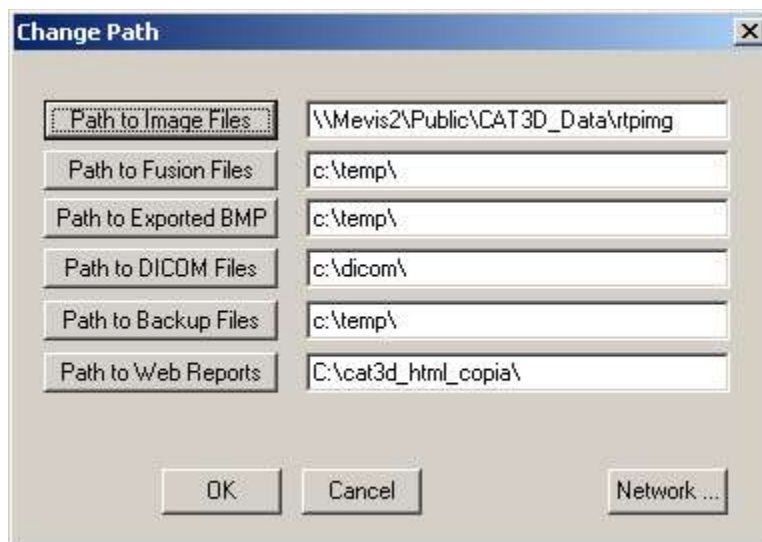 Change Path
Path to Image Files \\Mevis2\Public\CAT3D_Data\rtpimg
Path to Fusion Files c:\temp\
Path to Exported BMP c:\temp\
Path to DICOM Files c:\dicom\
Path to Backup Files c:\temp\
Path to Web Reports C:\cat3d_html_copia\
OK Cancel Network ...